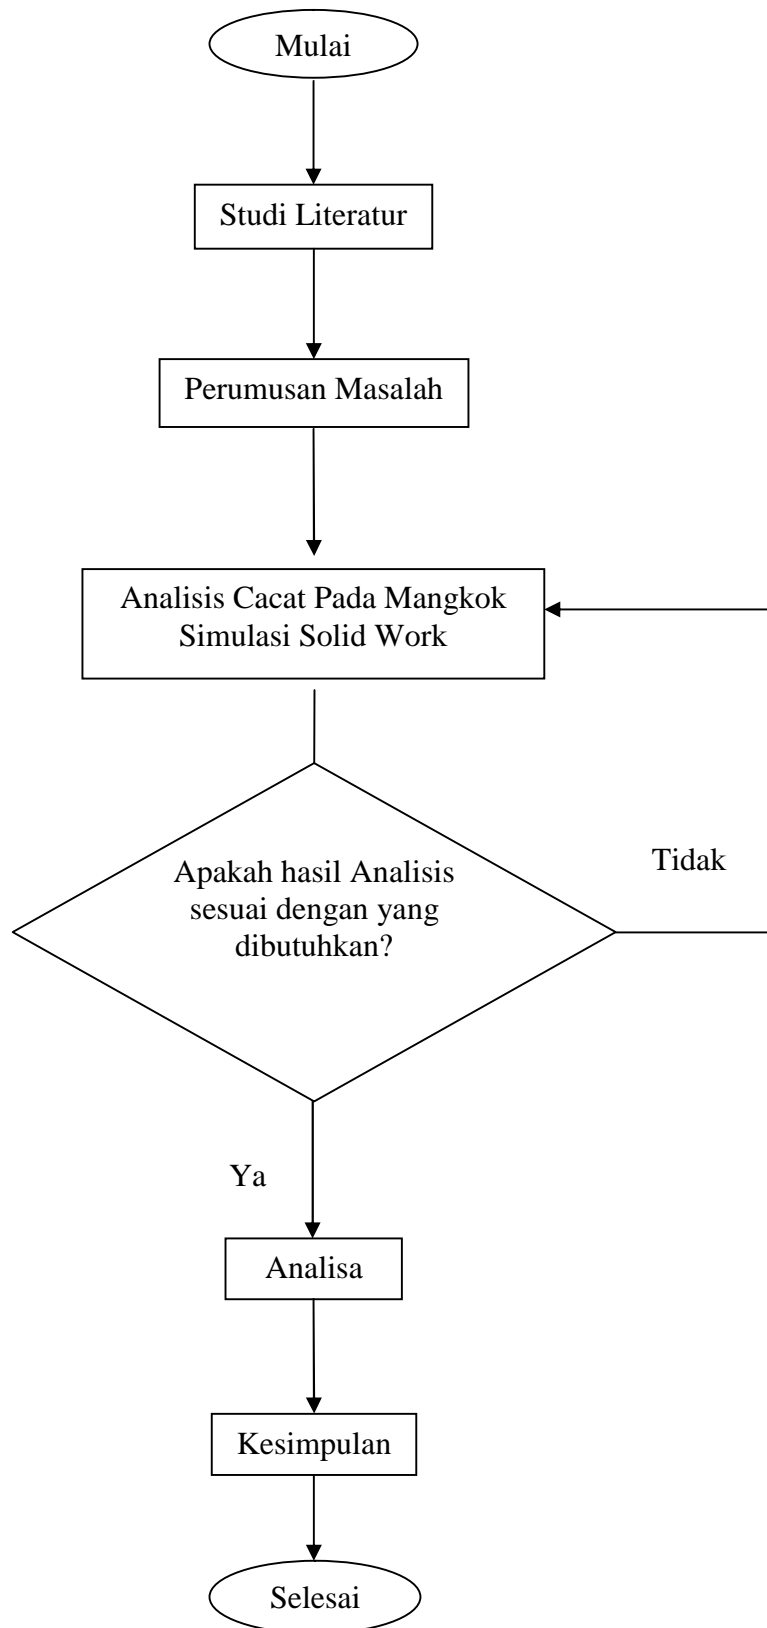 Mulai
Studi Literatur
Perumusan Masalah
Analisis Cacat Pada Mangkok
Simulasi Solid Work
Apakah hasil Analisis
sesuai dengan yang
dibutuhkan?
Tidak
Ya
Analisa
Kesimpulan
Selesai